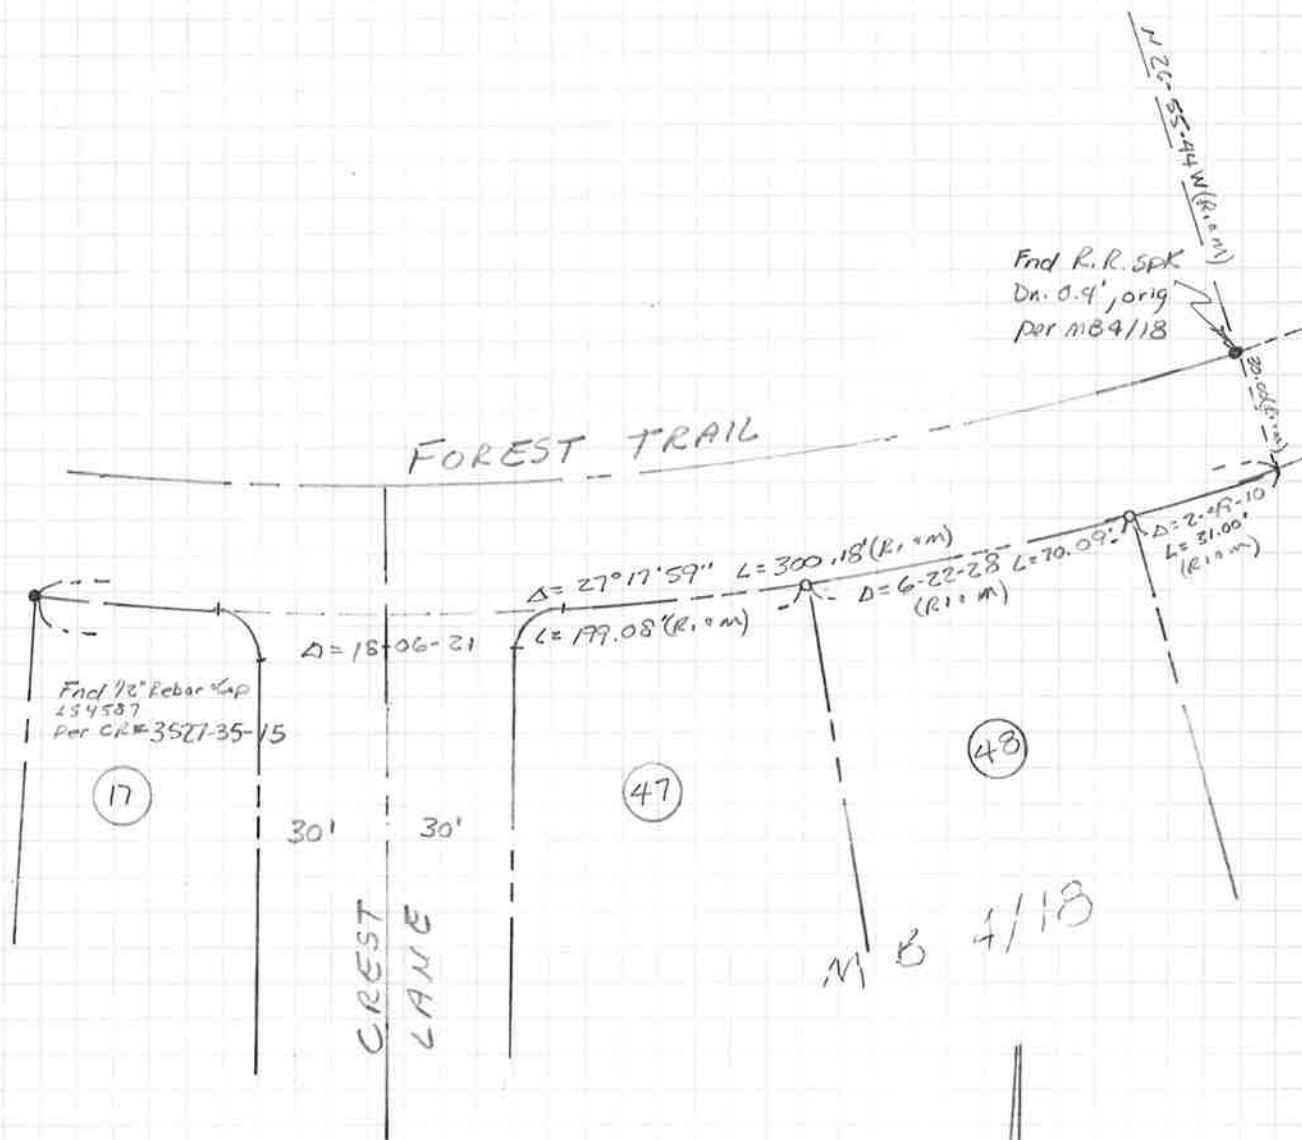 N 26-55-44W (R1 & M)
Fnd R.R. Spk
Dn. 0.4', orig
per MB4/18
30.00 (R1 & M)
FOREST TRAIL
Δ= 27°17'59" L=300.18' (R1 & M)
Δ= 2-49-10
L= 31.00'
(R1 & M)
Δ= 6-22-28 L=70.09'
(R1 & M)
Δ=18-06-21
L= 199.08' (R1 & M)
Fnd 1/2" Rebar & Cap
LS4587
Per CR# 3527-35-15
17
47
48
30'
30'
CREST
LANE
MB 4/18